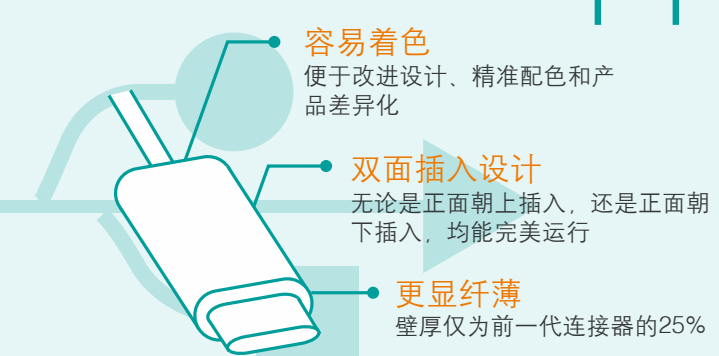 容易着色
便于改进设计、精准配色和产
品差异化
双面插入设计
无论是正面朝上插入，还是正面朝
下插入，均能完美运行
更显纤薄
壁厚仅为前一代连接器的25%